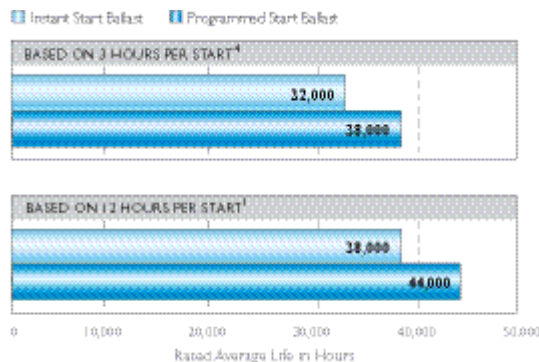 Instant Start Ballast Programmed Start Ballast
BASED ON 3 HOURS PER START⁴
32,000
38,000
BASED ON 12 HOURS PER START¹
38,000
44,000
0 10,000 20,000 30,000 40,000 50,000
Rated Average Life in Hours